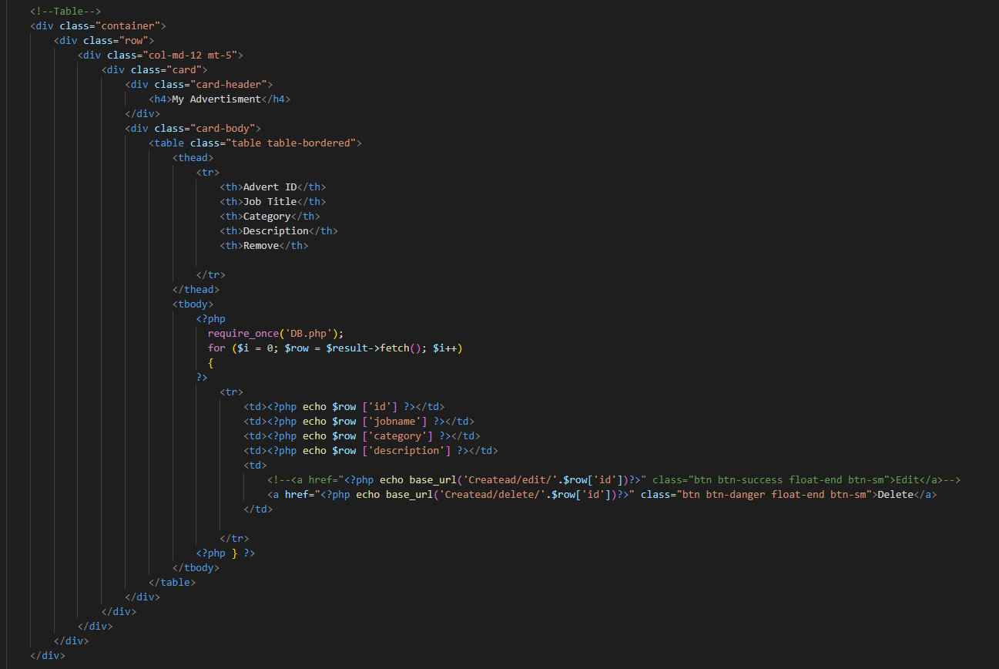 <!--Table-->
<div class="container">
<div class="row">
<div class="col-md-12 mt-5">
<div class="card">
<div class="card-header">
<h4>My Advertisment</h4>
</div>
<div class="card-body">
<table class="table table-bordered">
<thead>
<tr>
<th>Advert ID</th>
<th>Job Title</th>
<th>Category</th>
<th>Description</th>
<th>Remove</th>
</tr>
</thead>
<tbody>
<?php
require_once('DB.php');
for ($i = 0; $row = $result->fetch(); $i++)
{
?>
<tr>
<td><?php echo $row ['id'] ?></td>
<td><?php echo $row ['jobname'] ?></td>
<td><?php echo $row ['category'] ?></td>
<td><?php echo $row ['description'] ?></td>
<td>
<!--<a href="<?php echo base_url('Createad/edit/'.$row['id'])?>" class="btn btn-success float-end btn-sm">Edit</a>-->
<a href="<?php echo base_url('Createad/delete/'.$row['id'])?>" class="btn btn-danger float-end btn-sm">Delete</a>
</td>
</tr>
<?php } ?>
</tbody>
</table>
</div>
</div>
</div>
</div>
</div>